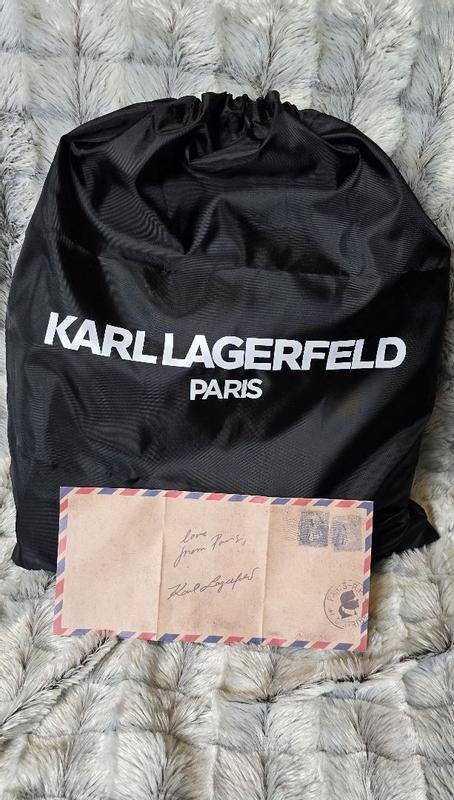 KARL LAGERFELD
PARIS
love
from Paris,
Karl Lagerfeld